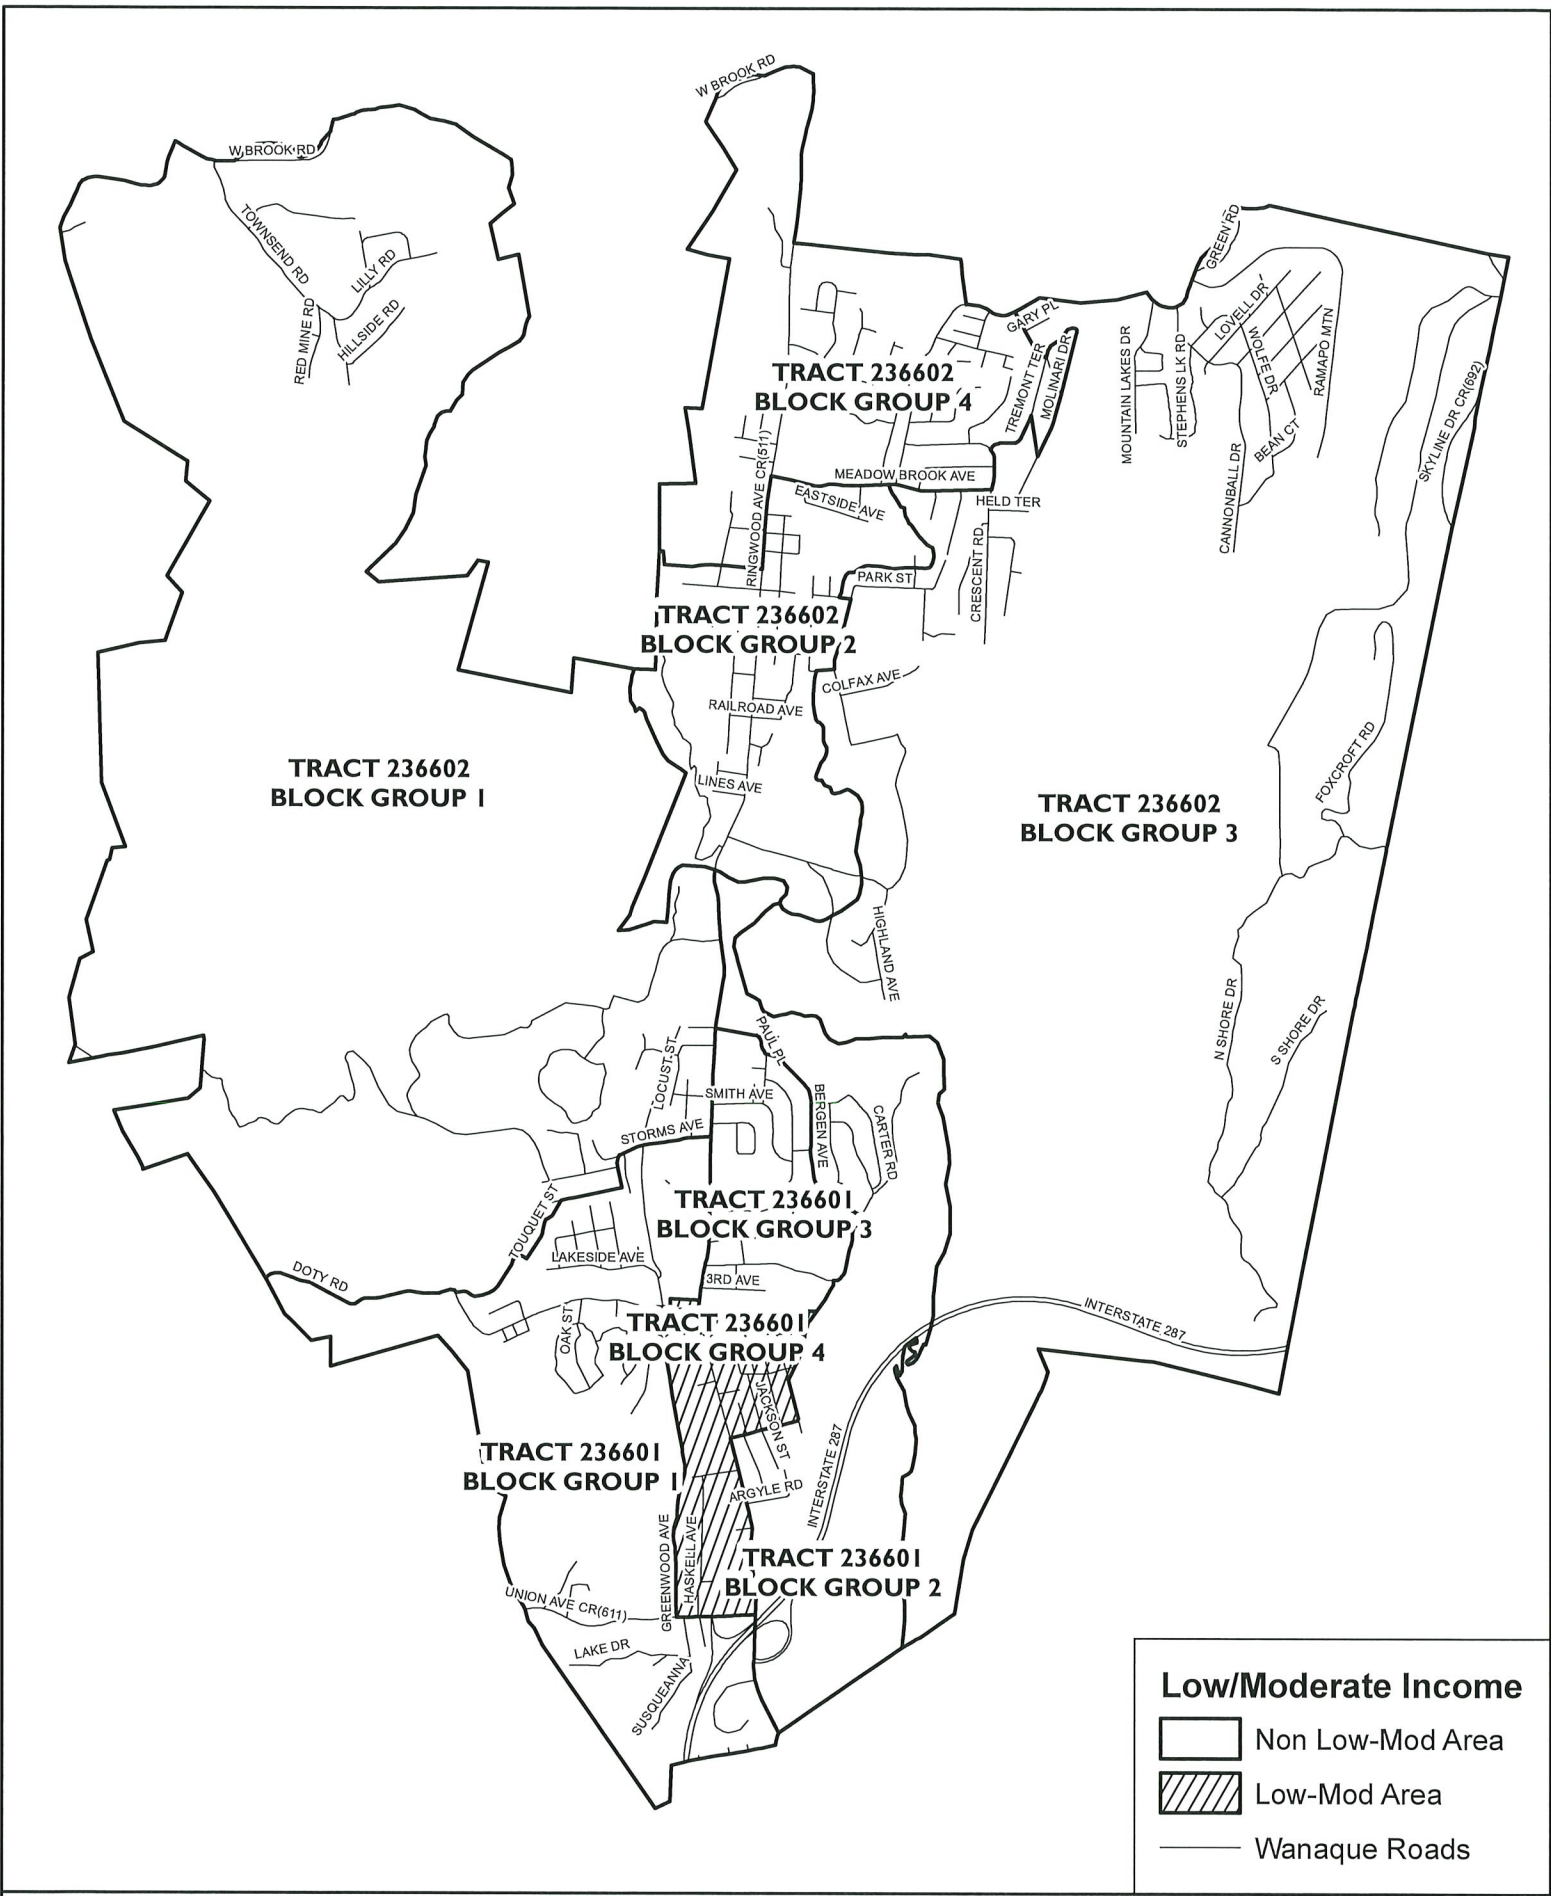 W BROOK RD
W BROOK RD
TOWNSEND RD
LILLY RD
RED MINE RD
HILLSIDE RD
GREEN RD
GARY PL
TREMONT TER
MOLINARI DR
MOUNTAIN LAKES DR
STEPHENS LK RD
LOVELL DR
WOLFE DR
RAMAPO MTN
BEAN CT
CANNONBALL DR
SKYLINE DR CR(692)
TRACT 236602
BLOCK GROUP 4
RINGWOOD AVE CR(511)
MEADOW BROOK AVE
EASTSIDE AVE
HELD TER
CRESCENT RD
PARK ST
TRACT 236602
BLOCK GROUP 2
COLFAX AVE
RAILROAD AVE
LINES AVE
TRACT 236602
BLOCK GROUP 1
TRACT 236602
BLOCK GROUP 3
FOXCROFT RD
HIGHLAND AVE
N SHORE DR
S SHORE DR
PAUL PL
LOCUST ST
SMITH AVE
BERGEN AVE
CARTER RD
STORMS AVE
TRACT 236601
BLOCK GROUP 3
TOUQUET ST
LAKESIDE AVE
3RD AVE
DOTY RD
OAK ST
TRACT 236601
BLOCK GROUP 4
INTERSTATE 287
JACKSON ST
TRACT 236601
BLOCK GROUP 1
INTERSTATE 287
ARGYLE RD
GREENWOOD AVE
HASKELL AVE
TRACT 236601
BLOCK GROUP 2
UNION AVE CR(611)
LAKE DR
SUSQUEANNA
Low/Moderate Income
Non Low-Mod Area
Low-Mod Area
Wanaque Roads